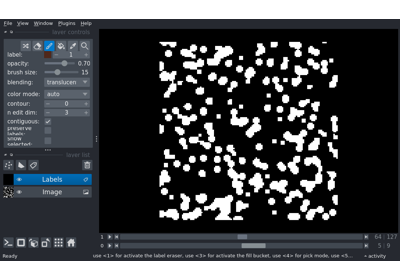 File View Window Plugins Help
layer controls
label: 1
opacity: 0.70
brush size: 15
blending: translucen
color mode: auto
contour: 0
n edit dim: 3
contiguous:
preserve
labels:
show
selected:
layer list
Labels
Image
1 64 127
0 5 9
Ready use <1> for activate the label eraser, use <3> for activate the fill bucket, use <4> for pick mode, use <5... activity